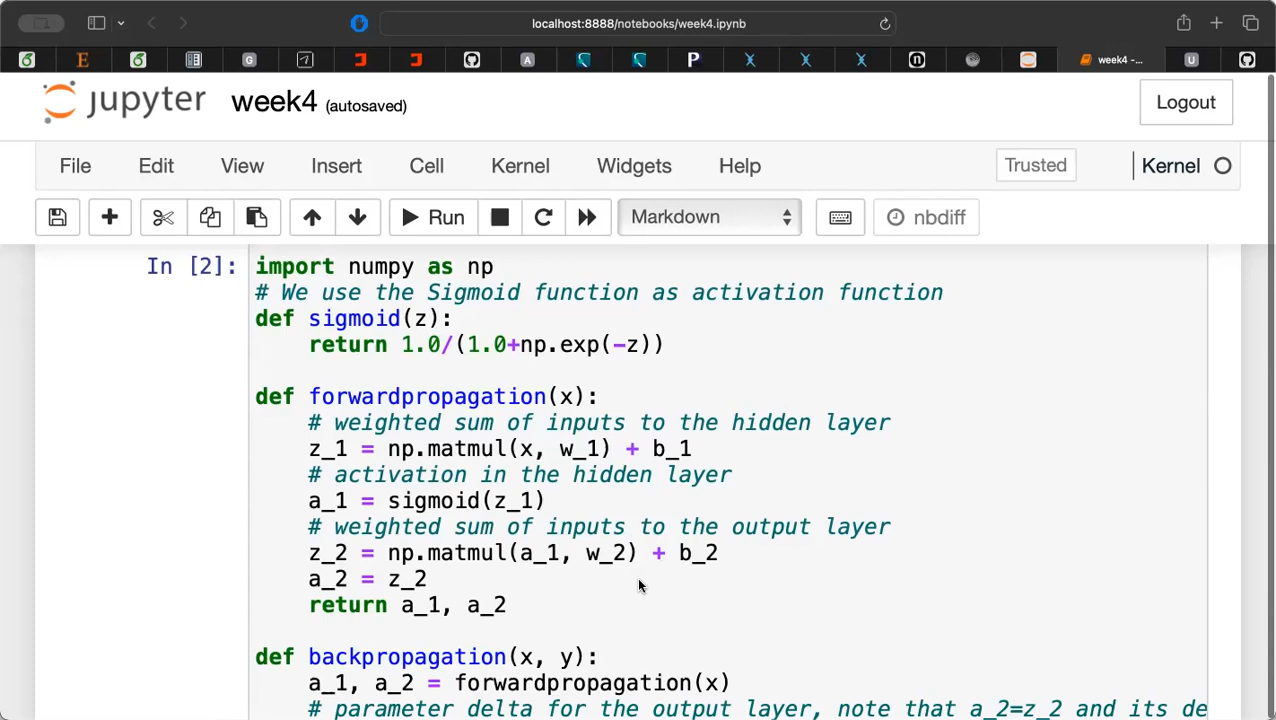 localhost:8888/notebooks/week4.ipynb
E
G
A
P
n
week4 -...
U
jupyter week4 (autosaved)
Logout
File Edit View Insert Cell Kernel Widgets Help
Trusted
Kernel
Run
Markdown
nbdiff
In [2]:
import numpy as np
# We use the Sigmoid function as activation function
def sigmoid(z):
    return 1.0/(1.0+np.exp(-z))
def forwardpropagation(x):
    # weighted sum of inputs to the hidden layer
    z_1 = np.matmul(x, w_1) + b_1
    # activation in the hidden layer
    a_1 = sigmoid(z_1)
    # weighted sum of inputs to the output layer
    z_2 = np.matmul(a_1, w_2) + b_2
    a_2 = z_2
    return a_1, a_2
def backpropagation(x, y):
    a_1, a_2 = forwardpropagation(x)
    # parameter delta for the output layer, note that a_2=z_2 and its de